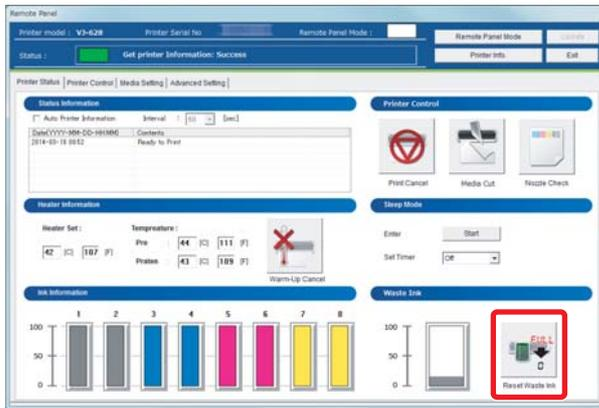 Remote Panel
Printer model : VJ-628 Printer Serial No Remote Panel Mode : Remote Panel Mode
Status : Get printer Information: Success Printer Info. Exit
Printer Status Printer Control Media Setting Advanced Setting
Status Information
Auto Printer Information Interval : 60 [sec]
Date(YYYY-MM-DD-HH:MM) Contents
Ready to Print
Printer Control
Print Cancel Media Cut Nozzle Check
Heater Information
Heater Set : Tempreature :
42 [C] 107 [F]
Pre : 44 [C] 111 [F]
Praten : 43 [C] 109 [F]
Warm-Up Cancel
Sleep Mode
Enter Start
Set Timer Off
Ink Information
1 2 3 4 5 6 7 8
100
50
0
Waste Ink
100
50
0
FULL
0
Reset Waste Ink